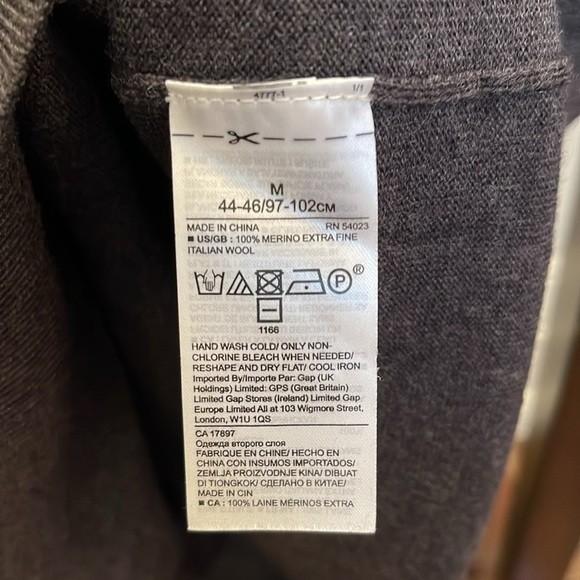 1/1
M
44-46/97-102CM
MADE IN CHINA RN 54023
■ US/GB : 100% MERINO EXTRA FINE
ITALIAN WOOL
P ®
1166
HAND WASH COLD/ ONLY NON-
CHLORINE BLEACH WHEN NEEDED/
RESHAPE AND DRY FLAT/ COOL IRON
Imported By/Importe Par: Gap (UK
Holdings) Limited: GPS (Great Britain)
Limited Gap Stores (Ireland) Limited Gap
Europe Limited All at 103 Wigmore Street,
London, W1U 1QS
CA 17897
Одежда второго слоя
FABRIQUE EN CHINE/ HECHO EN
CHINA CON INSUMOS IMPORTADOS/
ZEMLJA PROIZVODNJE KINA/ DIBUAT
DI TIONGKOK/ СДЕЛАНО В КИТАЕ/
MADE IN CIN
■ CA : 100% LAINE MÉRINOS EXTRA